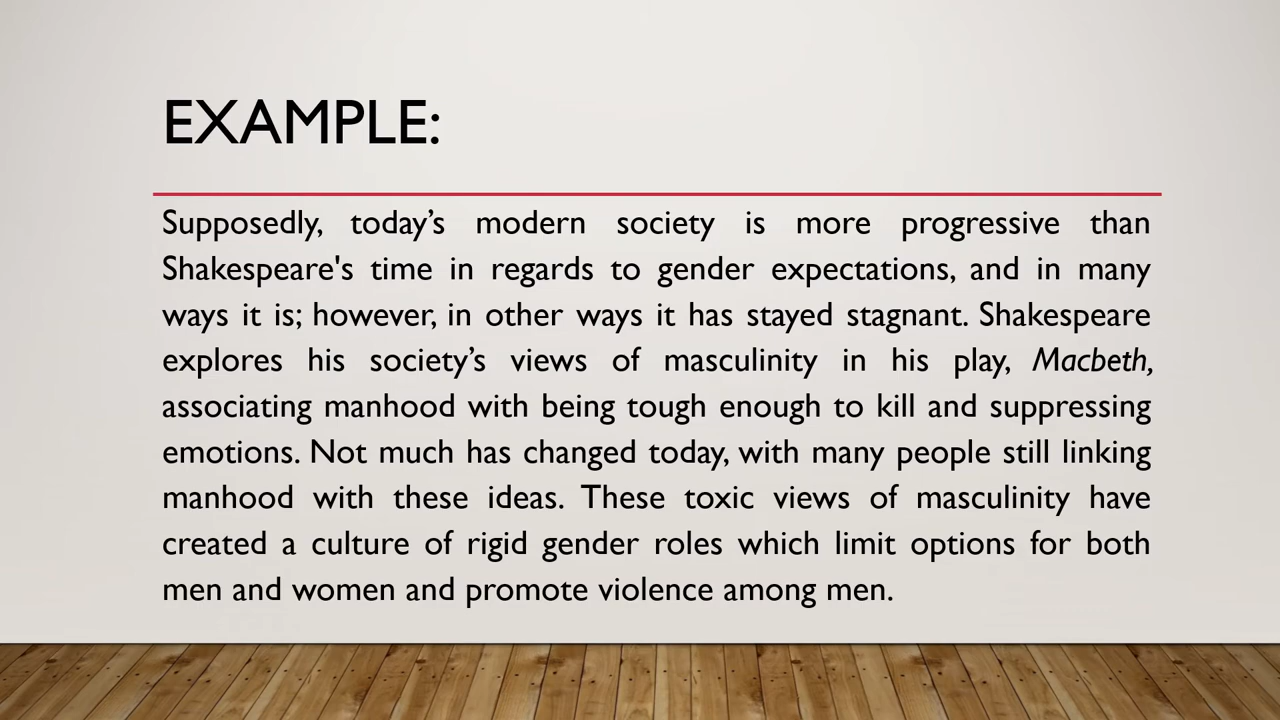 EXAMPLE:
Supposedly, today’s modern society is more progressive than
Shakespeare's time in regards to gender expectations, and in many
ways it is; however, in other ways it has stayed stagnant. Shakespeare
explores his society’s views of masculinity in his play, Macbeth,
associating manhood with being tough enough to kill and suppressing
emotions. Not much has changed today, with many people still linking
manhood with these ideas. These toxic views of masculinity have
created a culture of rigid gender roles which limit options for both
men and women and promote violence among men.